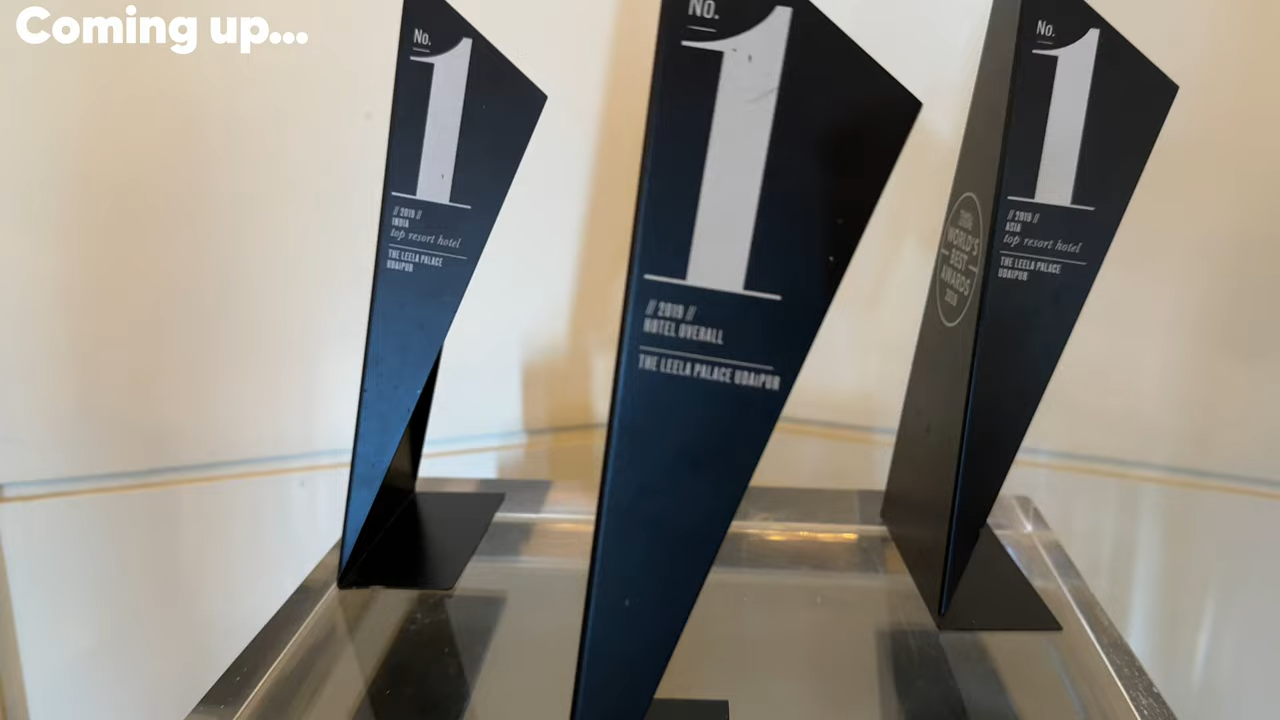 Coming up...
No.
1
// 2019 //
INDIA
top resort hotel
THE LEELA PALACE
UDAIPUR
No.
1
// 2019 //
HOTEL OVERALL
THE LEELA PALACE UDAIPUR
WORLD'S
BEST
AWARDS
No.
1
// 2019 //
ASIA
top resort hotel
THE LEELA PALACE
UDAIPUR